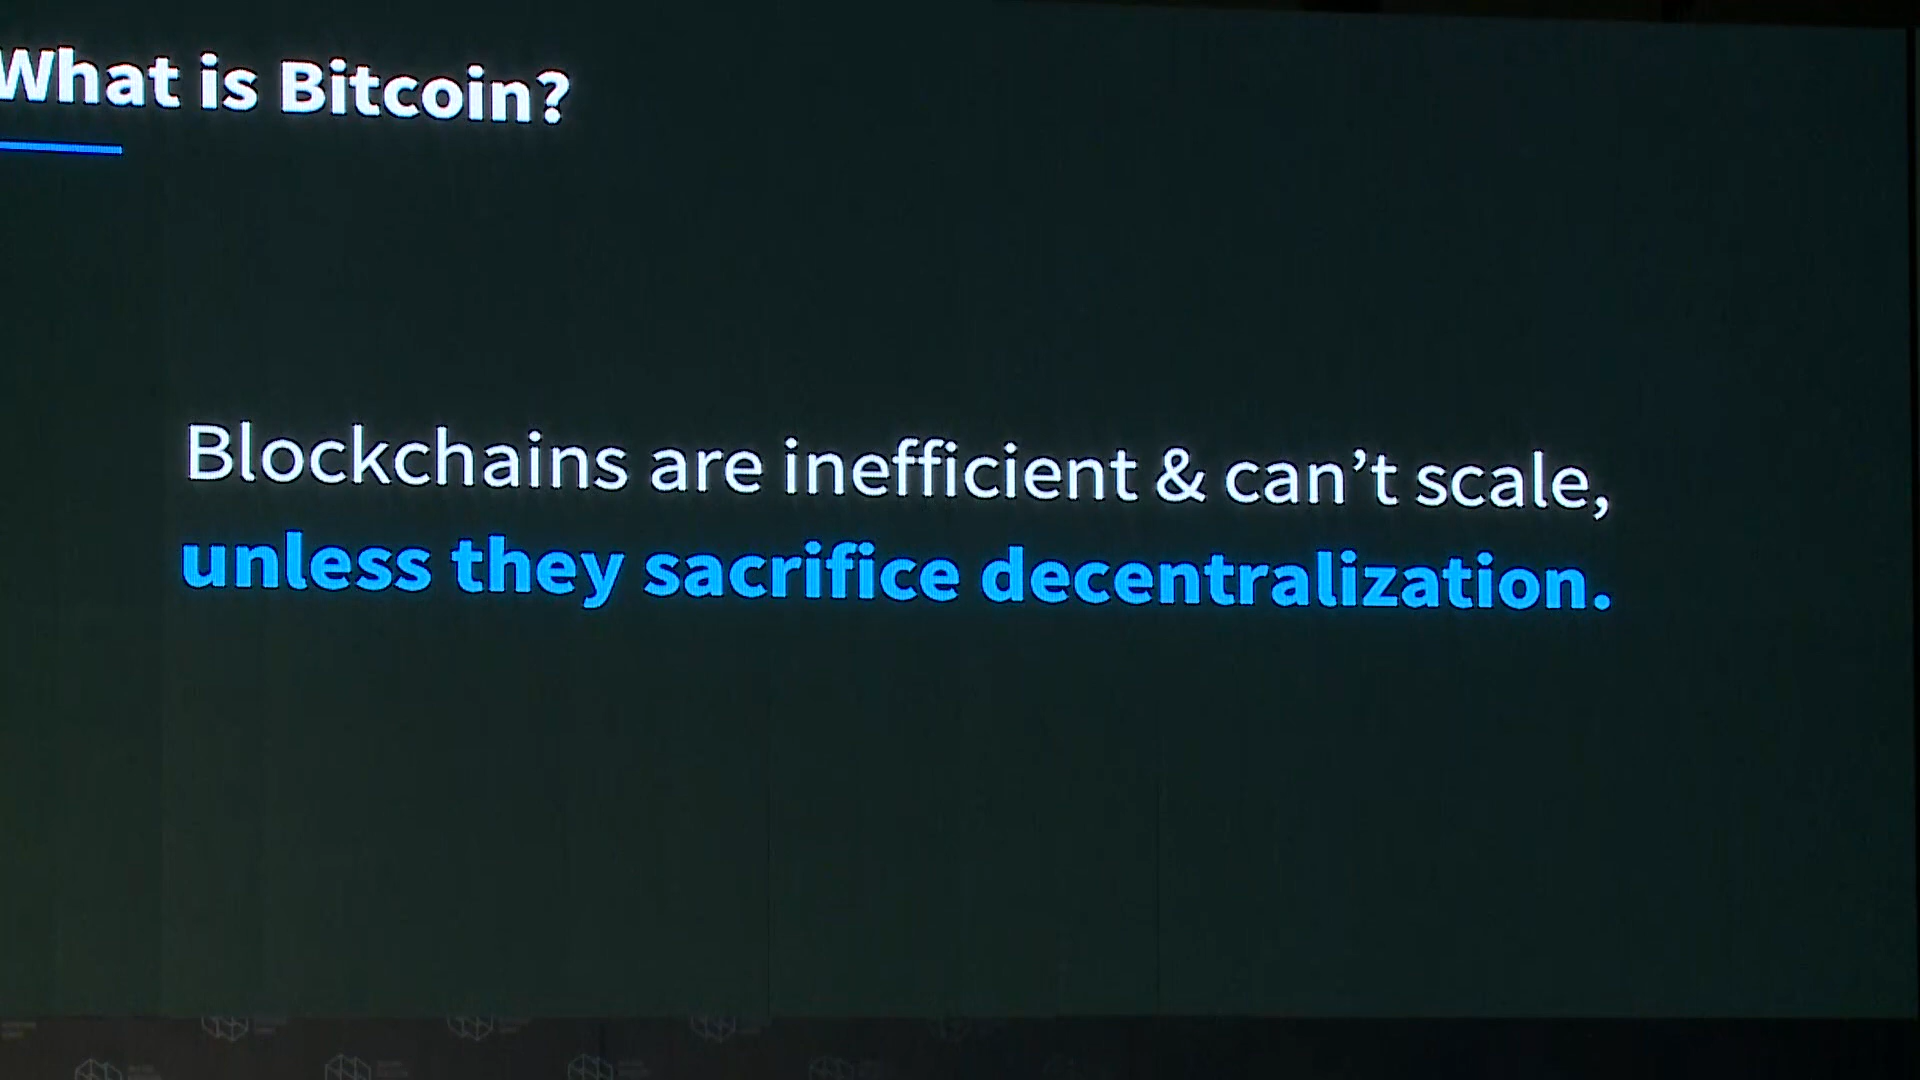 What is Bitcoin?
Blockchains are inefficient & can’t scale,
unless they sacrifice decentralization.